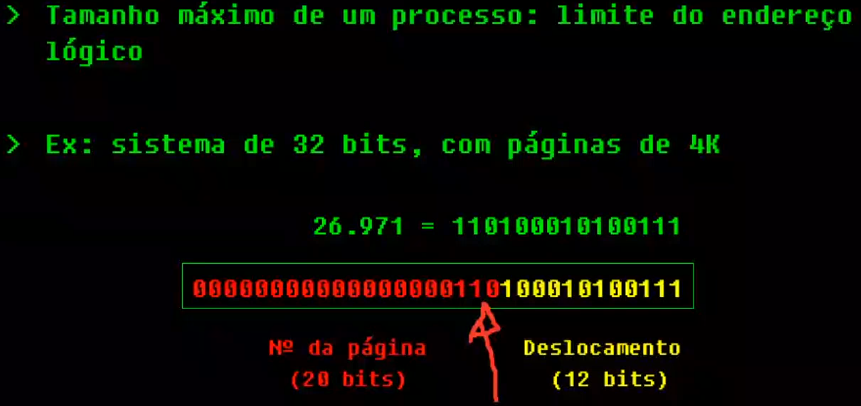 > Tamanho máximo de um processo: limite do endereço
lógico
> Ex: sistema de 32 bits, com páginas de 4K
26.971 = 110100010100111
00000000000000000110100010100111
Nº da página Deslocamento
(20 bits) (12 bits)